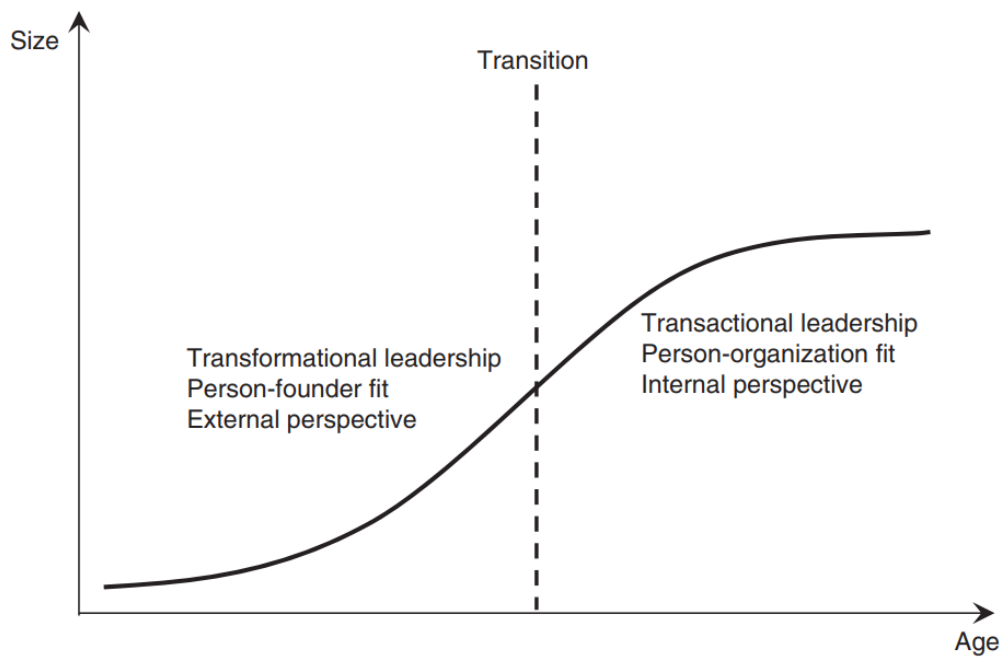 Size
Transition
Transformational leadership
Person-founder fit
External perspective
Transactional leadership
Person-organization fit
Internal perspective
Age